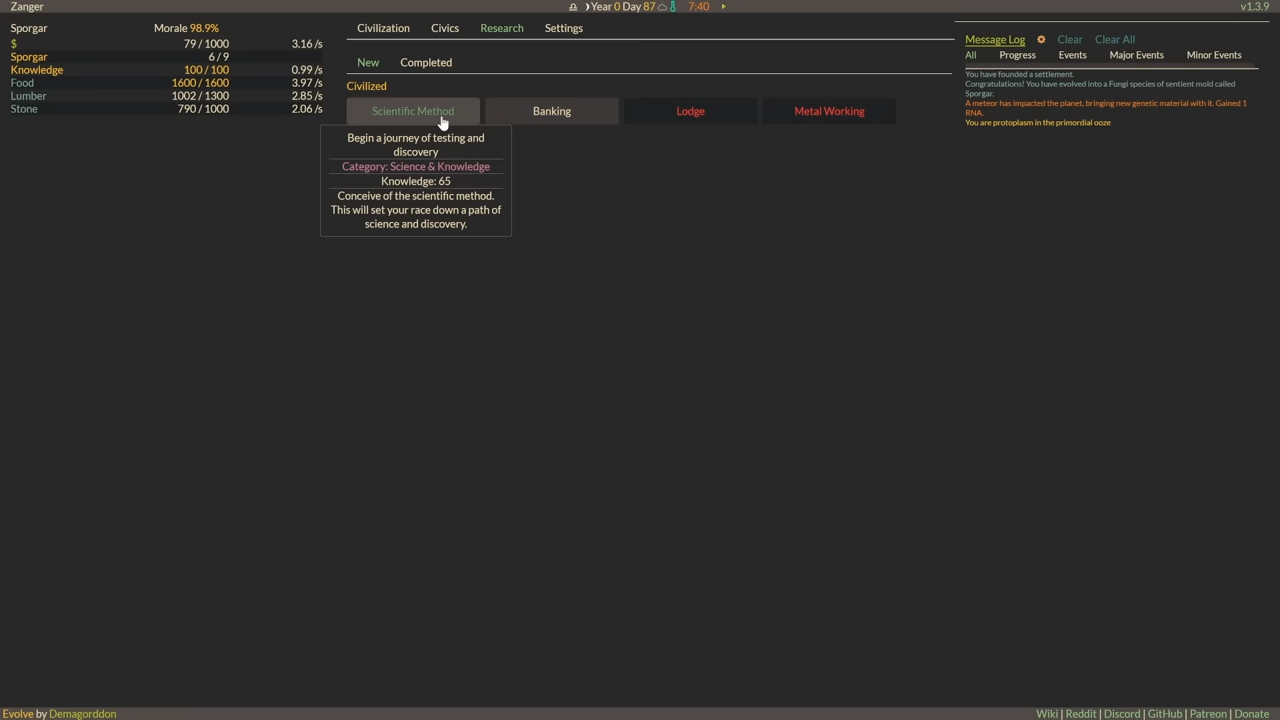 Zanger
Year 0 Day 87 7:40
v1.3.9
Sporgar Morale 98.9%
$ 79 / 1000 3.16 /s
Sporgar 6 / 9
Knowledge 100 / 100 0.99 /s
Food 1600 / 1600 3.97 /s
Lumber 1002 / 1300 2.85 /s
Stone 790 / 1000 2.06 /s
Civilization Civics Research Settings
New Completed
Civilized
Scientific Method Banking Lodge Metal Working
Begin a journey of testing and
discovery
Category: Science & Knowledge
Knowledge: 65
Conceive of the scientific method.
This will set your race down a path of
science and discovery.
Message Log Clear Clear All
All Progress Events Major Events Minor Events
You have founded a settlement.
Congratulations! You have evolved into a Fungi species of sentient mold called
Sporgar.
A meteor has impacted the planet, bringing new genetic material with it. Gained 1
RNA.
You are protoplasm in the primordial ooze
Evolve by Demagorddon
Wiki | Reddit | Discord | GitHub | Patreon | Donate